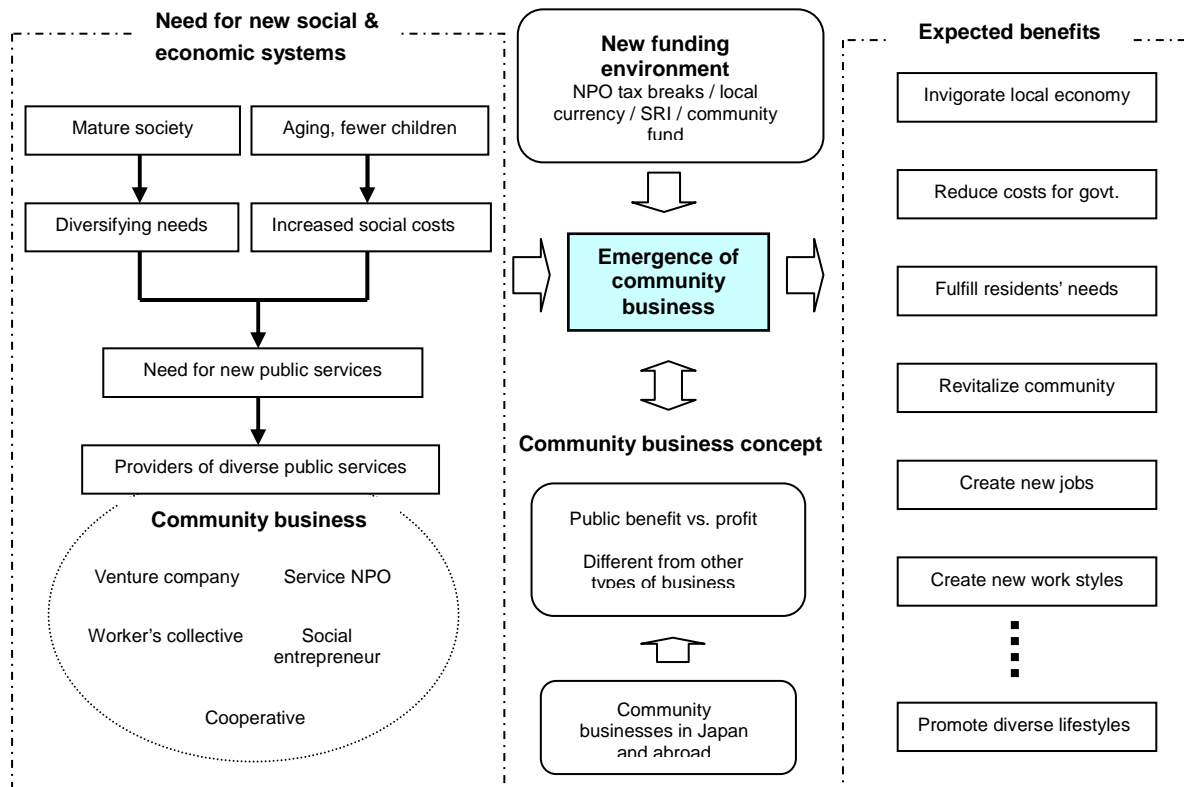 Need for new social &
economic systems
Mature society
Aging, fewer children
Diversifying needs
Increased social costs
Need for new public services
Providers of diverse public services
Community business
Venture company
Service NPO
Worker's collective
Social
entrepreneur
Cooperative
New funding
environment
NPO tax breaks / local
currency / SRI / community
fund
Emergence of
community
business
Community business concept
Public benefit vs. profit
Different from other
types of business
Community
businesses in Japan
and abroad
Expected benefits
Invigorate local economy
Reduce costs for govt.
Fulfill residents' needs
Revitalize community
Create new jobs
Create new work styles
Promote diverse lifestyles